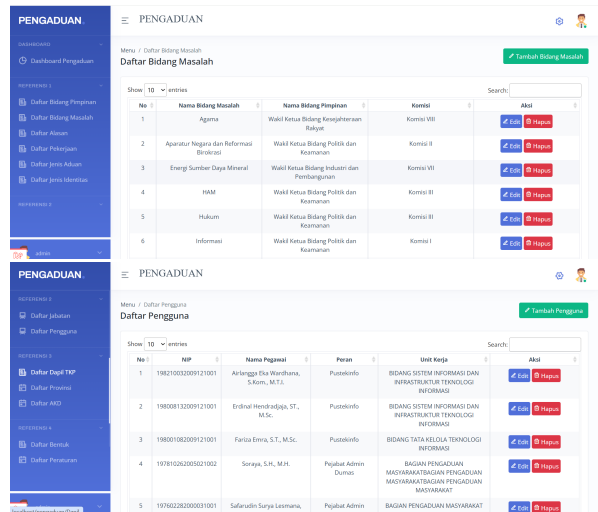 PENGADUAN.
PENGADUAN
DASHBOARD
Dashboard Pengaduan
REFERENSI 1
Daftar Bidang Pimpinan
Daftar Bidang Masalah
Daftar Alasan
Daftar Pekerjaan
Daftar Jenis Aduan
Daftar Jenis Identitas
REFERENSI 2
admin
Menu / Daftar Bidang Masalah
Daftar Bidang Masalah
Tambah Bidang Masalah
Show 10 entries
Search:
No Nama Bidang Masalah Nama Bidang Pimpinan Komisi Aksi
1 Agama Wakil Ketua Bidang Kesejahteraan Rakyat Komisi VIII Edit Hapus
2 Aparatur Negara dan Reformasi Birokrasi Wakil Ketua Bidang Politik dan Keamanan Komisi II Edit Hapus
3 Energi Sumber Daya Mineral Wakil Ketua Bidang Industri dan Pembangunan Komisi VII Edit Hapus
4 HAM Wakil Ketua Bidang Politik dan Keamanan Komisi III Edit Hapus
5 Hukum Wakil Ketua Bidang Politik dan Keamanan Komisi III Edit Hapus
6 Informasi Wakil Ketua Bidang Politik dan Keamanan Komisi I Edit Hapus
PENGADUAN.
PENGADUAN
REFERENSI 2
Daftar Jabatan
Daftar Pengguna
REFERENSI 3
Daftar Dapil TKP
Daftar Provinsi
Daftar AKD
REFERENSI 4
Daftar Bentuk
Daftar Peraturan
Menu / Daftar Pengguna
Daftar Pengguna
Tambah Pengguna
Show 10 entries
Search:
No NIP Nama Pegawai Peran Unit Kerja Aksi
1 198210032009121001 Airlangga Eka Wardhana, S.Kom., M.T.I. Pustekinfo BIDANG SISTEM INFORMASI DAN INFRASTRUKTUR TEKNOLOGI INFORMASI Edit Hapus
2 198008132009121001 Erdinal Hendradjaja, ST., M.Sc. Pustekinfo BIDANG SISTEM INFORMASI DAN INFRASTRUKTUR TEKNOLOGI INFORMASI Edit Hapus
3 198001082009121001 Fariza Emra, S.T., M.Sc. Pustekinfo BIDANG TATA KELOLA TEKNOLOGI INFORMASI Edit Hapus
4 197810262005021002 Soraya, S.H., M.H. Pejabat Admin Dumas BAGIAN PENGADUAN MASYARAKATBAGIAN PENGADUAN MASYARAKATBAGIAN PENGADUAN MASYARAKAT Edit Hapus
5 197602282000031001 Safarudin Surya Lesmana, Pejabat Admin BAGIAN PENGADUAN MASYARAKAT Edit Hapus